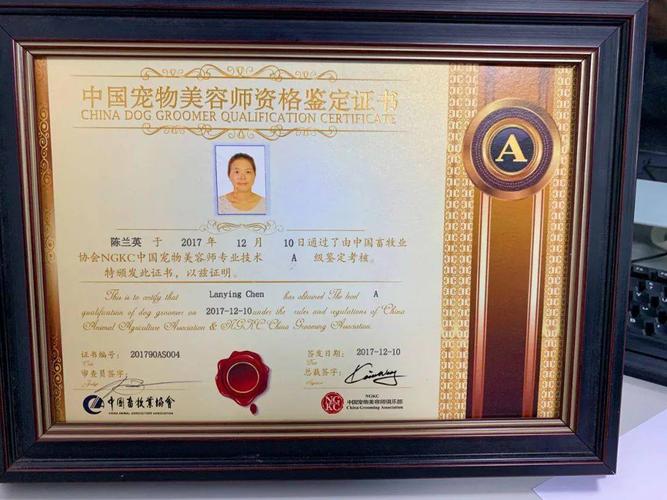 中国宠物美容师资格鉴定证书
CHINA DOG GROOMER QUALIFICATION CERTIFICATE
A
陈兰英 于 2017 年 12 月 10 日通过了由中国畜牧业
协会NGKC中国宠物美容师专业技术 A 级鉴定考核。
特颁发此证书，以兹证明。
This is to certify that Lanying Chen has obtained The level A
qualification of dog groomer on 2017-12-10 under the rules and regulations of China
Animal Agriculture Association & NGKC China Grooming Association.
证书编号： 201790AS004
签发日期： 2017-12-10
审查员签字：
总裁签字：
中国畜牧业协会
CHINA ANIMAL AGRICULTURE ASSOCIATION
NGKC
NGKC
中国宠物美容师俱乐部
China Grooming Association